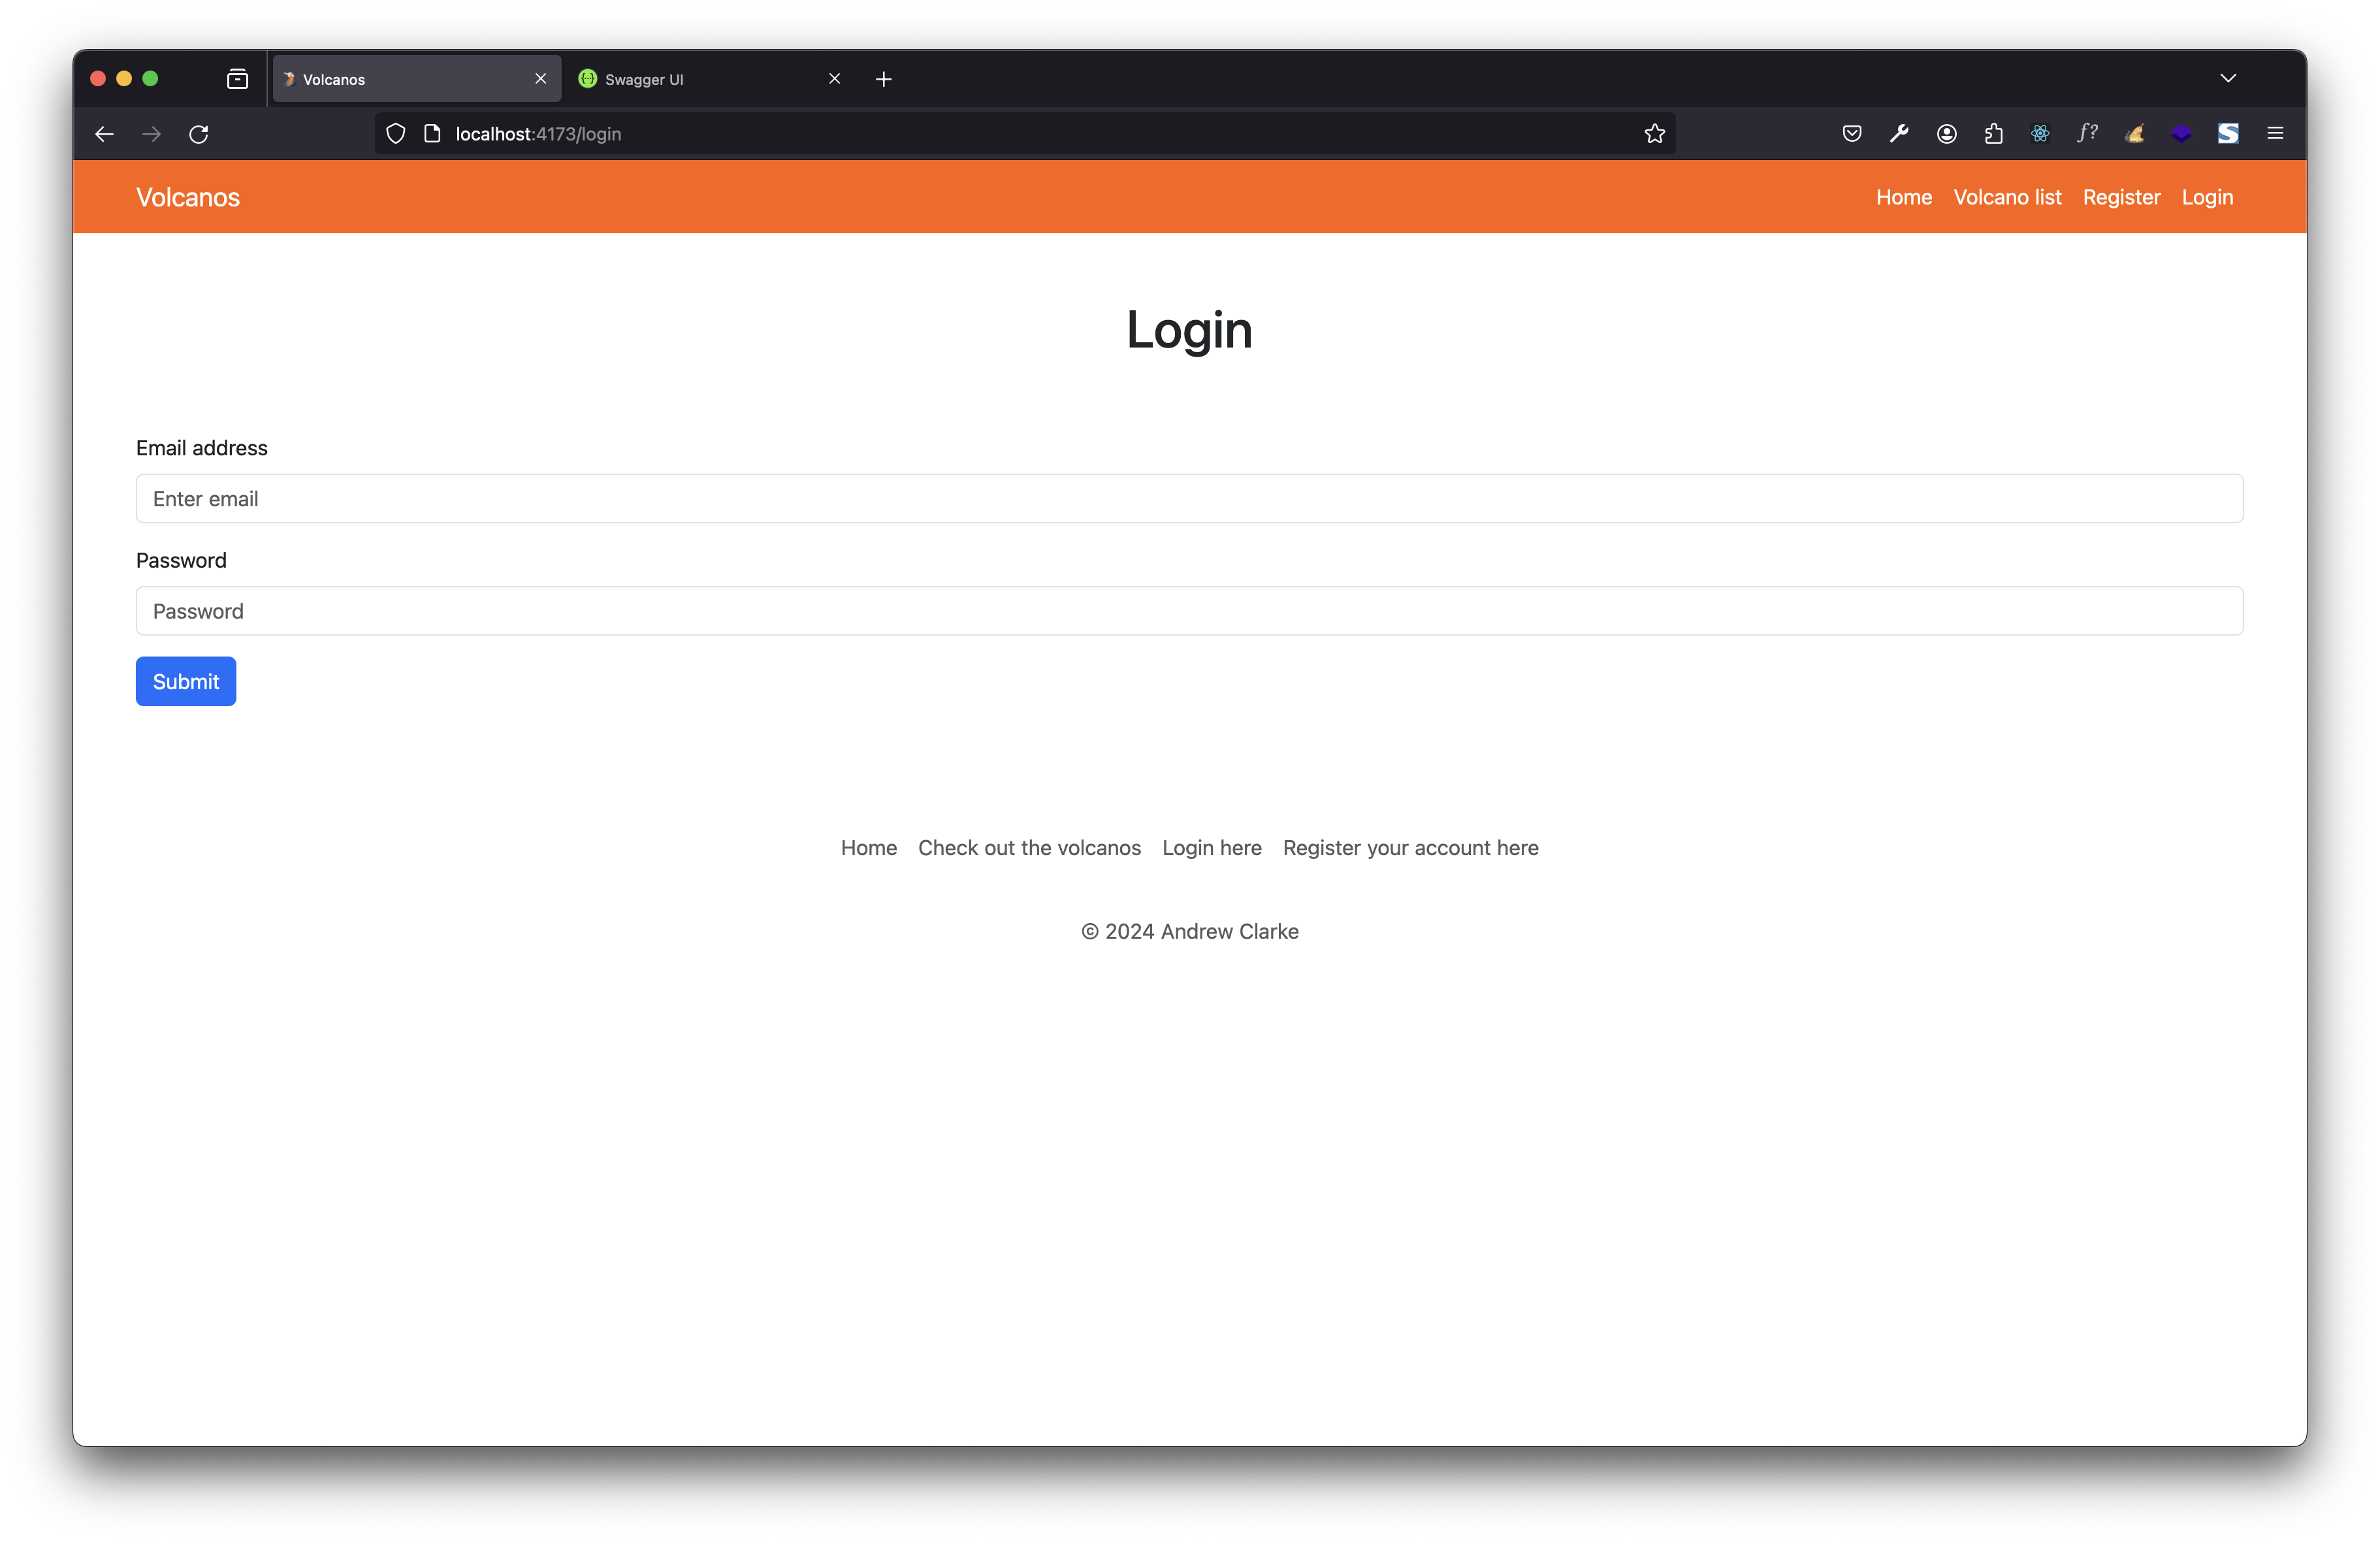 Volcanos
Swagger UI
localhost:4173/login
Volcanos
Home Volcano list Register Login
Login
Email address
Enter email
Password
Password
Submit
Home Check out the volcanos Login here Register your account here
© 2024 Andrew Clarke